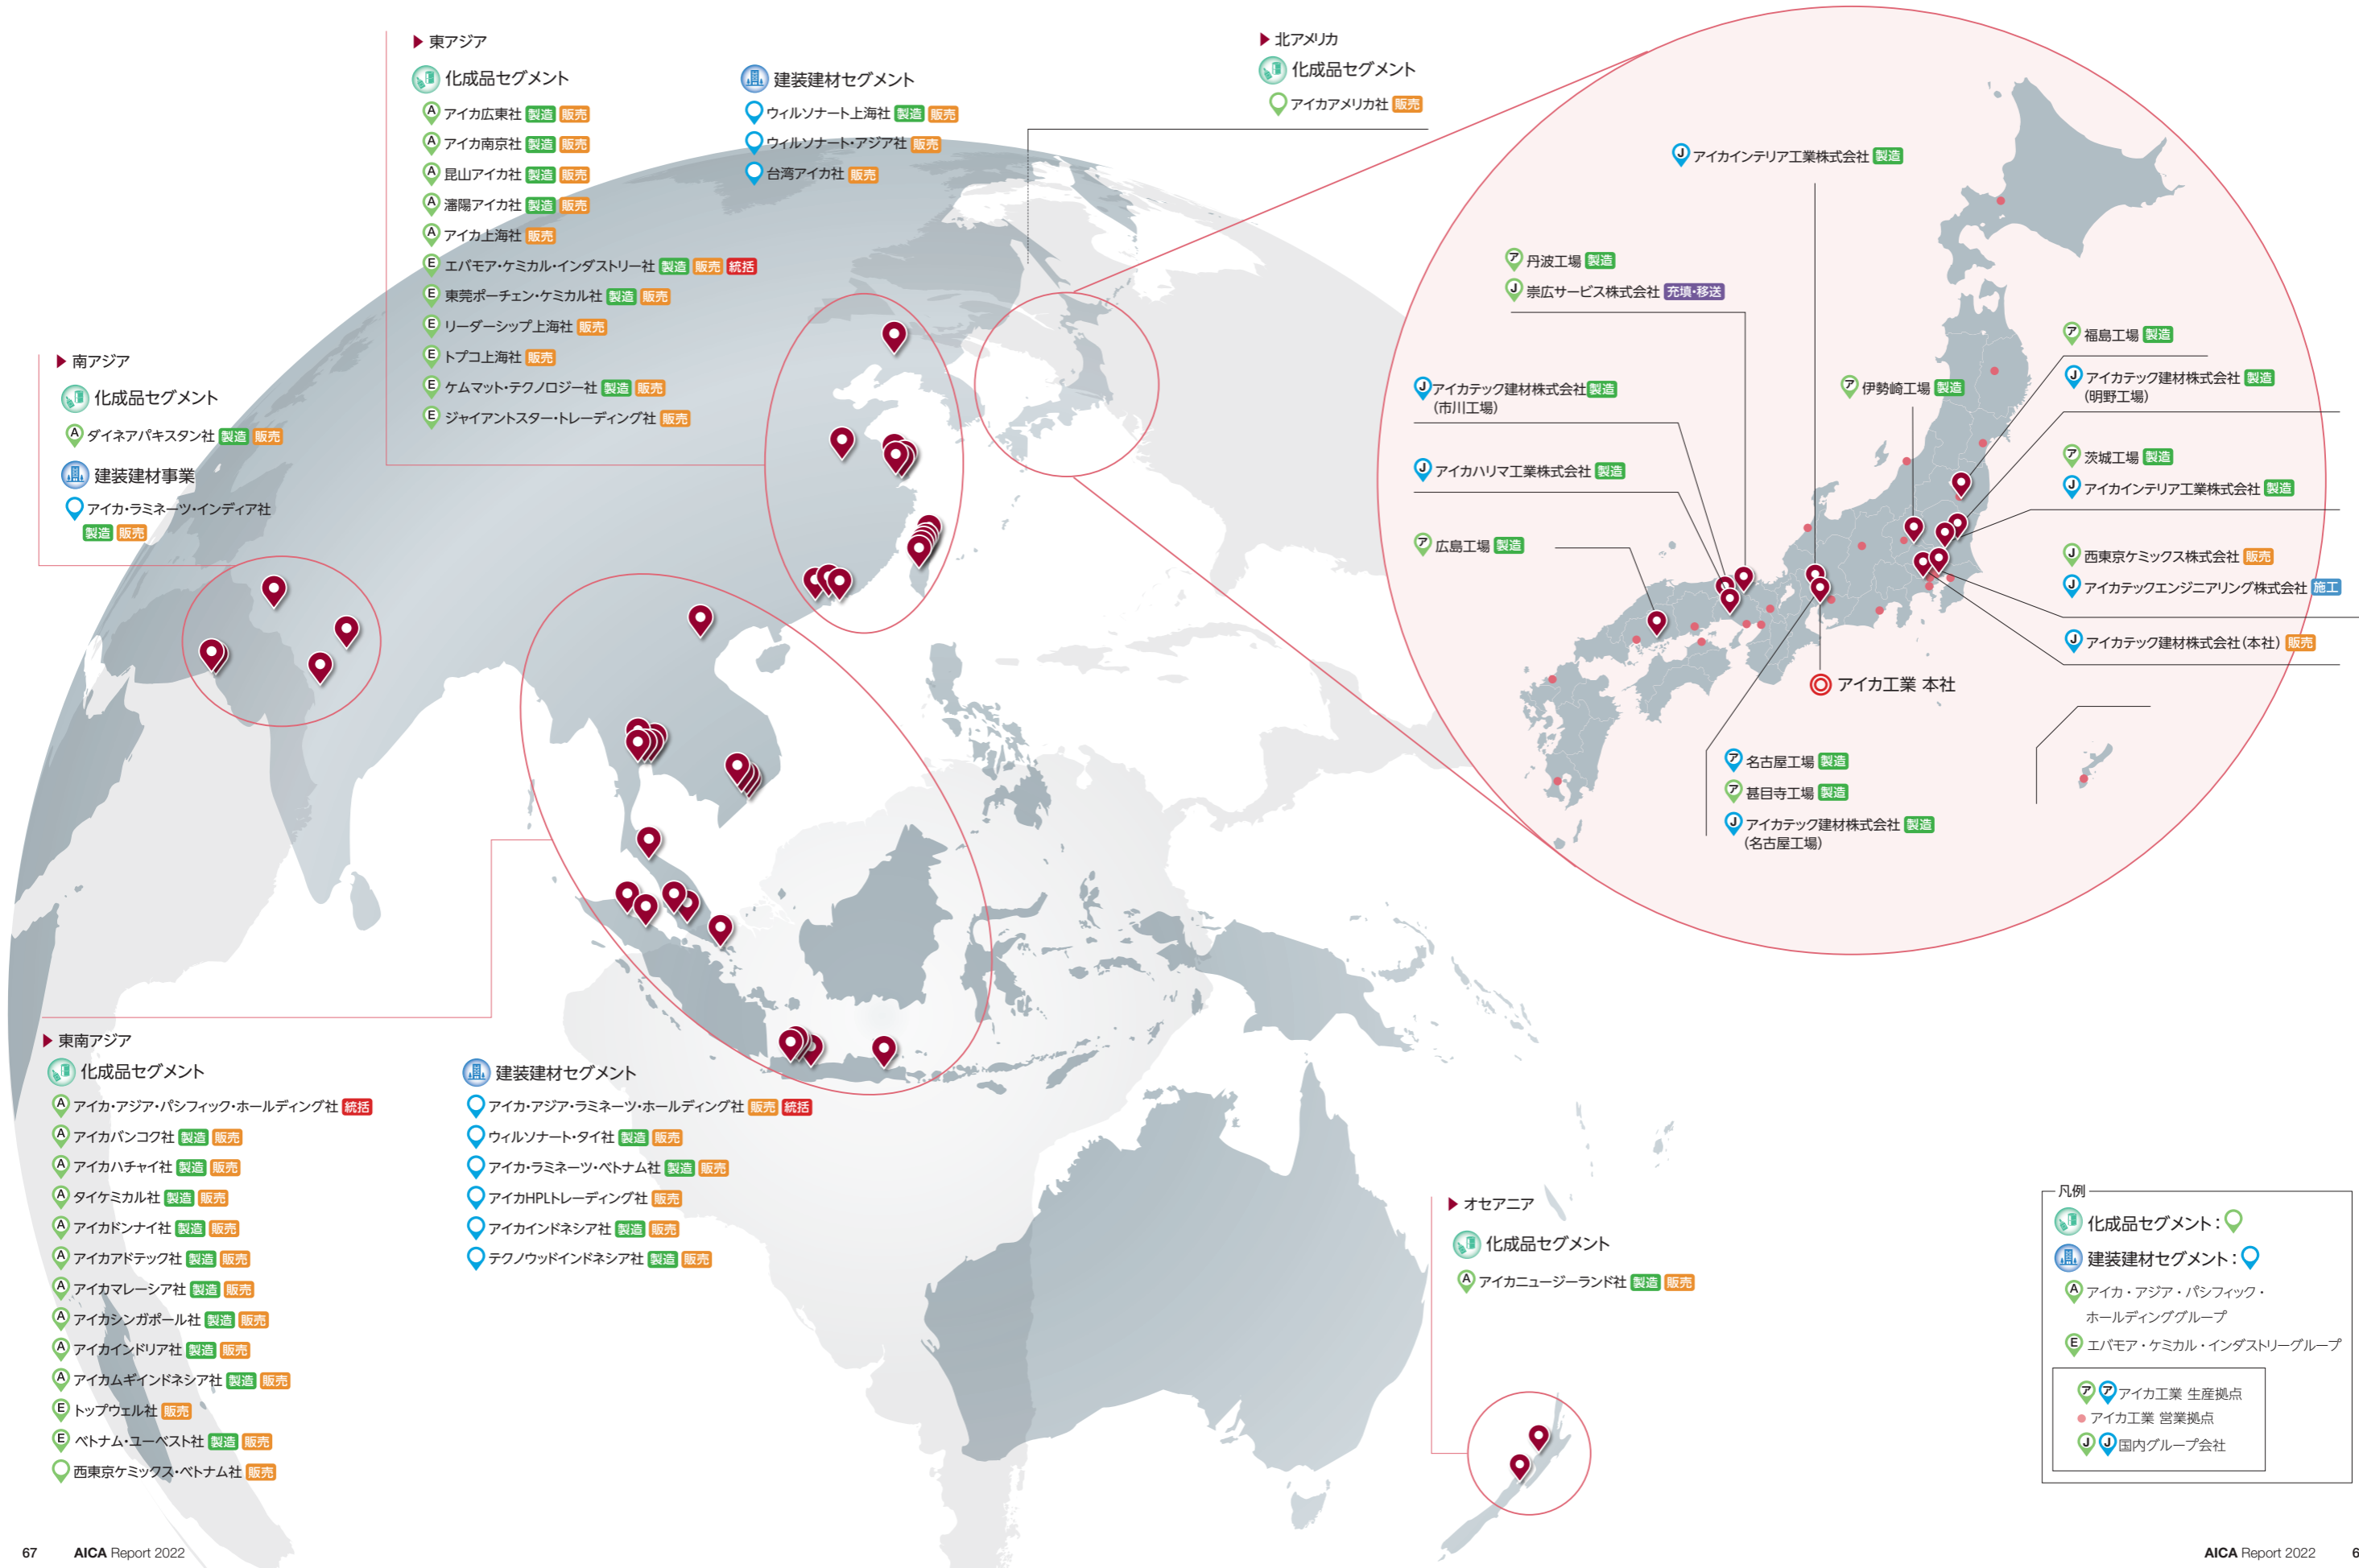 東アジア
化成品セグメント
A アイカ広東社 製造 販売
A アイカ南京社 製造 販売
A 昆山アイカ社 製造 販売
A 瀋陽アイカ社 製造 販売
A アイカ上海社 販売
E エバモア・ケミカル・インダストリー社 製造 販売 統括
E 東莞ポーチェン・ケミカル社 製造 販売
E リーダーシップ上海社 販売
E トプコ上海社 販売
E ケムマット・テクノロジー社 製造 販売
E ジャイアントスター・トレーディング社 販売
建装建材セグメント
ウィルソナート上海社 製造 販売
ウィルソナート・アジア社 販売
台湾アイカ社 販売
北アメリカ
化成品セグメント
アイカアメリカ社 販売
南アジア
化成品セグメント
A ダイネアパキスタン社 製造 販売
建装建材事業
アイカ・ラミネーツ・インディア社
製造 販売
J アイカインテリア工業株式会社 製造
ア 丹波工場 製造
J 崇広サービス株式会社 充填・移送
J アイカテック建材株式会社 製造
(市川工場)
J アイカハリマ工業株式会社 製造
ア 広島工場 製造
ア 伊勢崎工場 製造
ア 福島工場 製造
J アイカテック建材株式会社 製造
(明野工場)
ア 茨城工場 製造
J アイカインテリア工業株式会社 製造
J 西東京ケミックス株式会社 販売
J アイカテックエンジニアリング株式会社 施工
J アイカテック建材株式会社(本社) 販売
アイカ工業 本社
ア 名古屋工場 製造
ア 甚目寺工場 製造
J アイカテック建材株式会社 製造
(名古屋工場)
東南アジア
化成品セグメント
A アイカ・アジア・パシフィック・ホールディング社 統括
A アイカバンコク社 製造 販売
A アイカハチャイ社 製造 販売
A タイケミカル社 製造 販売
A アイカドンナイ社 製造 販売
A アイカアドテック社 製造 販売
A アイカマレーシア社 製造 販売
A アイカシンガポール社 製造 販売
A アイカインドリア社 製造 販売
A アイカムギインドネシア社 製造 販売
E トップウェル社 販売
E ベトナム・ユーベスト社 製造 販売
西東京ケミックス・ベトナム社 販売
建装建材セグメント
アイカ・アジア・ラミネーツ・ホールディング社 販売 統括
ウィルソナート・タイ社 製造 販売
アイカ・ラミネーツ・ベトナム社 製造 販売
アイカHPLトレーディング社 販売
アイカインドネシア社 製造 販売
テクノウッドインドネシア社 製造 販売
オセアニア
化成品セグメント
A アイカニュージーランド社 製造 販売
凡例
化成品セグメント：
建装建材セグメント：
A アイカ・アジア・パシフィック・
ホールディンググループ
E エバモア・ケミカル・インダストリーグループ
ア ア アイカ工業 生産拠点
アイカ工業 営業拠点
J J 国内グループ会社
67 AICA Report 2022
AICA Report 2022 6